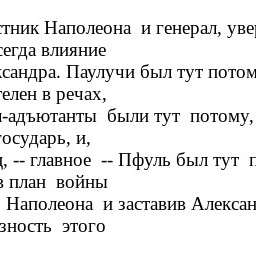 стник Наполеона и генерал, уве
сегда влияние
ксандра. Паулучи был тут потом
телен в речах,
л-адъютанты были тут потому,
государь, и,
ц, -- главное -- Пфуль был тут п
в план войны
Наполеона и заставив Алексан
зность этого